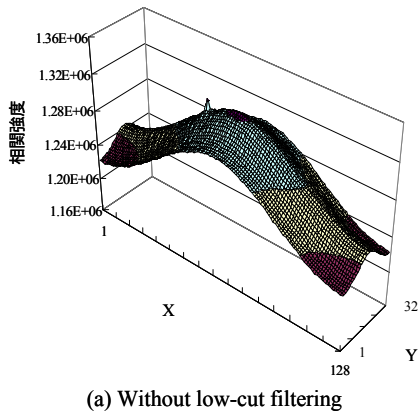 1.36E+06
1.32E+06
1.28E+06
1.24E+06
1.20E+06
1.16E+06
相関強度
1
X
128
1
32
Y
(a) Without low-cut filtering